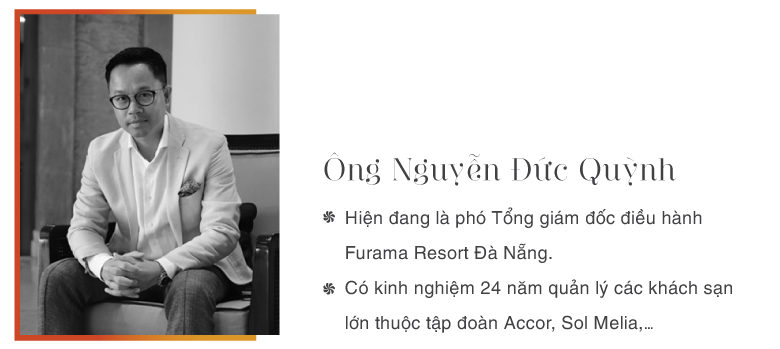 Ông Nguyễn Đức Quỳnh
Hiện đang là phó Tổng giám đốc điều hành
Furama Resort Đà Nẵng.
Có kinh nghiệm 24 năm quản lý các khách sạn
lớn thuộc tập đoàn Accor, Sol Melia,...